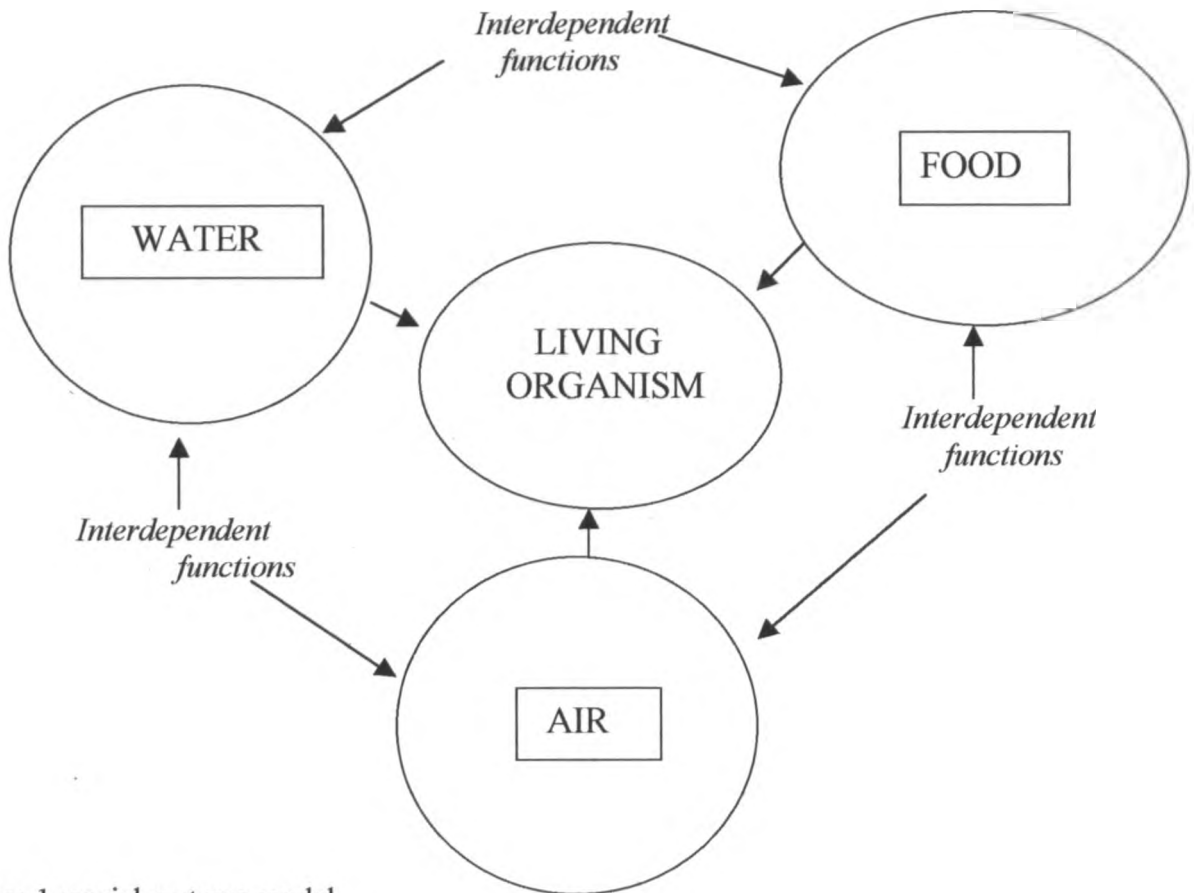 Interdependent
functions
FOOD
WATER
LIVING
ORGANISM
Interdependent
functions
Interdependent
functions
AIR